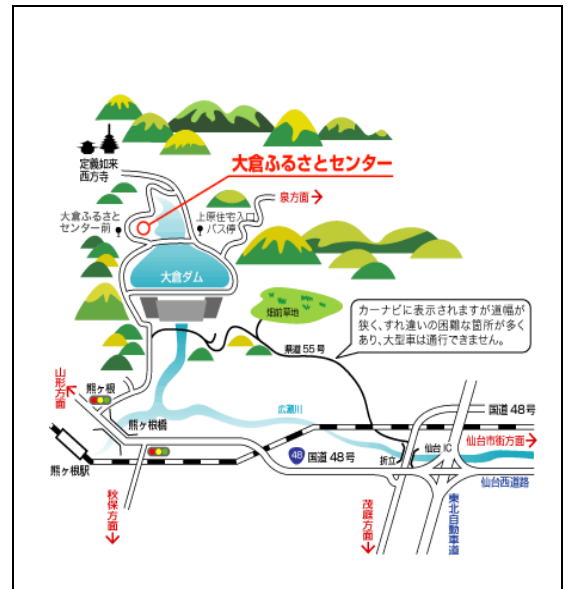 定義如来
西方寺
大倉ふるさとセンター
泉方面→
大倉ふるさと
センター前
上原住宅入口
バス停
大倉ダム
畑前草地
カーナビに表示されますが道幅が
狭く、すれ違いの困難な箇所が多く
あり、大型車は通行できません。
県道55号
山形方面
熊ヶ根
広瀬川
国道48号
熊ヶ根橋
仙台市街方面
仙台IC
折立
熊ヶ根駅
48 国道48号
仙台西道路
秋保方面
茂庭方面
東北自動車道